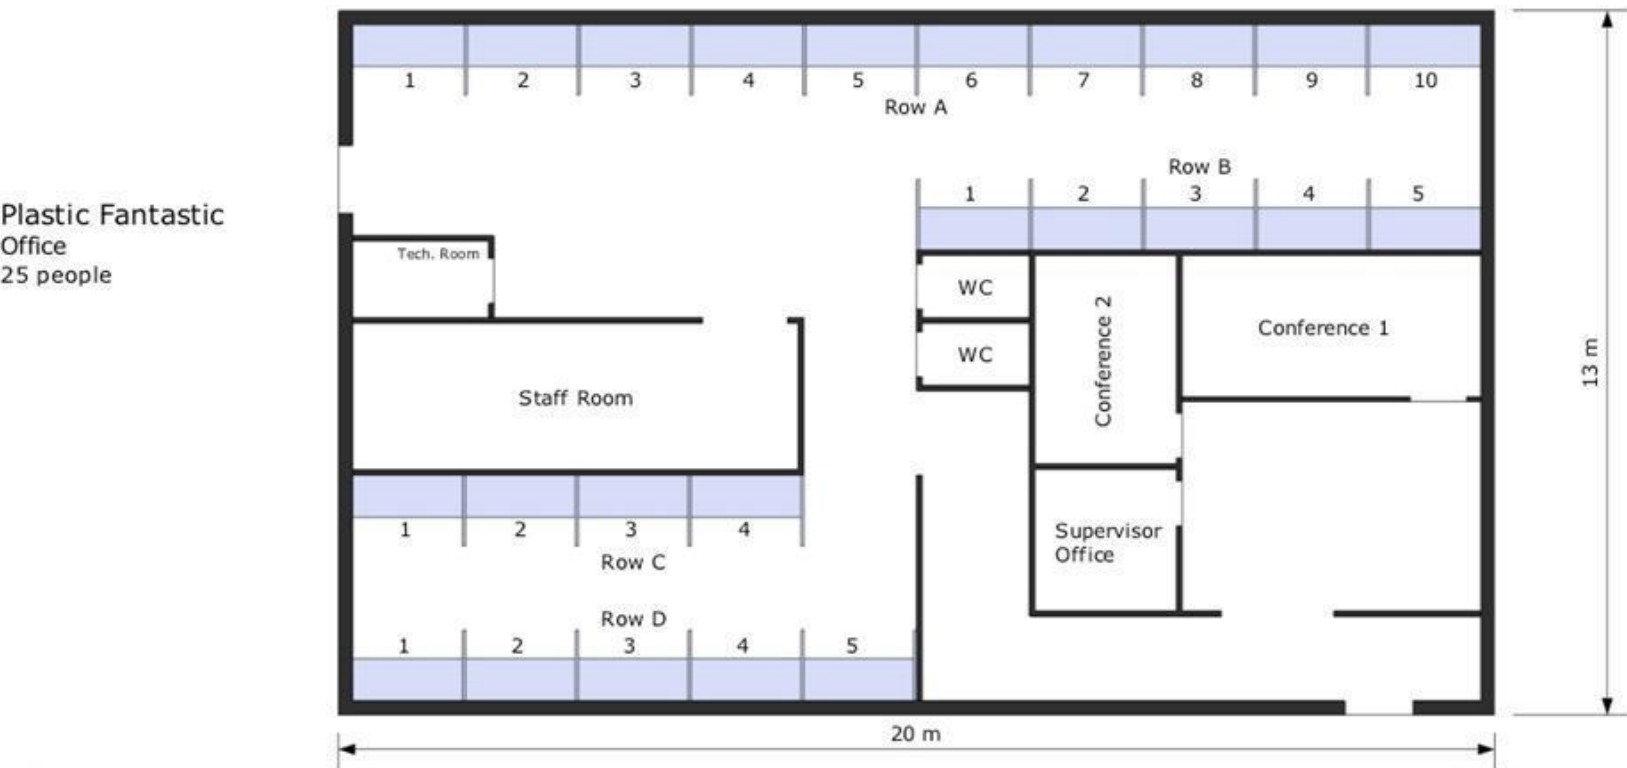 1 2 3 4 5 6 7 8 9 10
Row A
Row B
1 2 3 4 5
Plastic Fantastic
Office
25 people
Tech. Room
WC
Conference 2
Conference 1
WC
13 m
Staff Room
1 2 3 4
Row C
Supervisor
Office
Row D
1 2 3 4 5
20 m